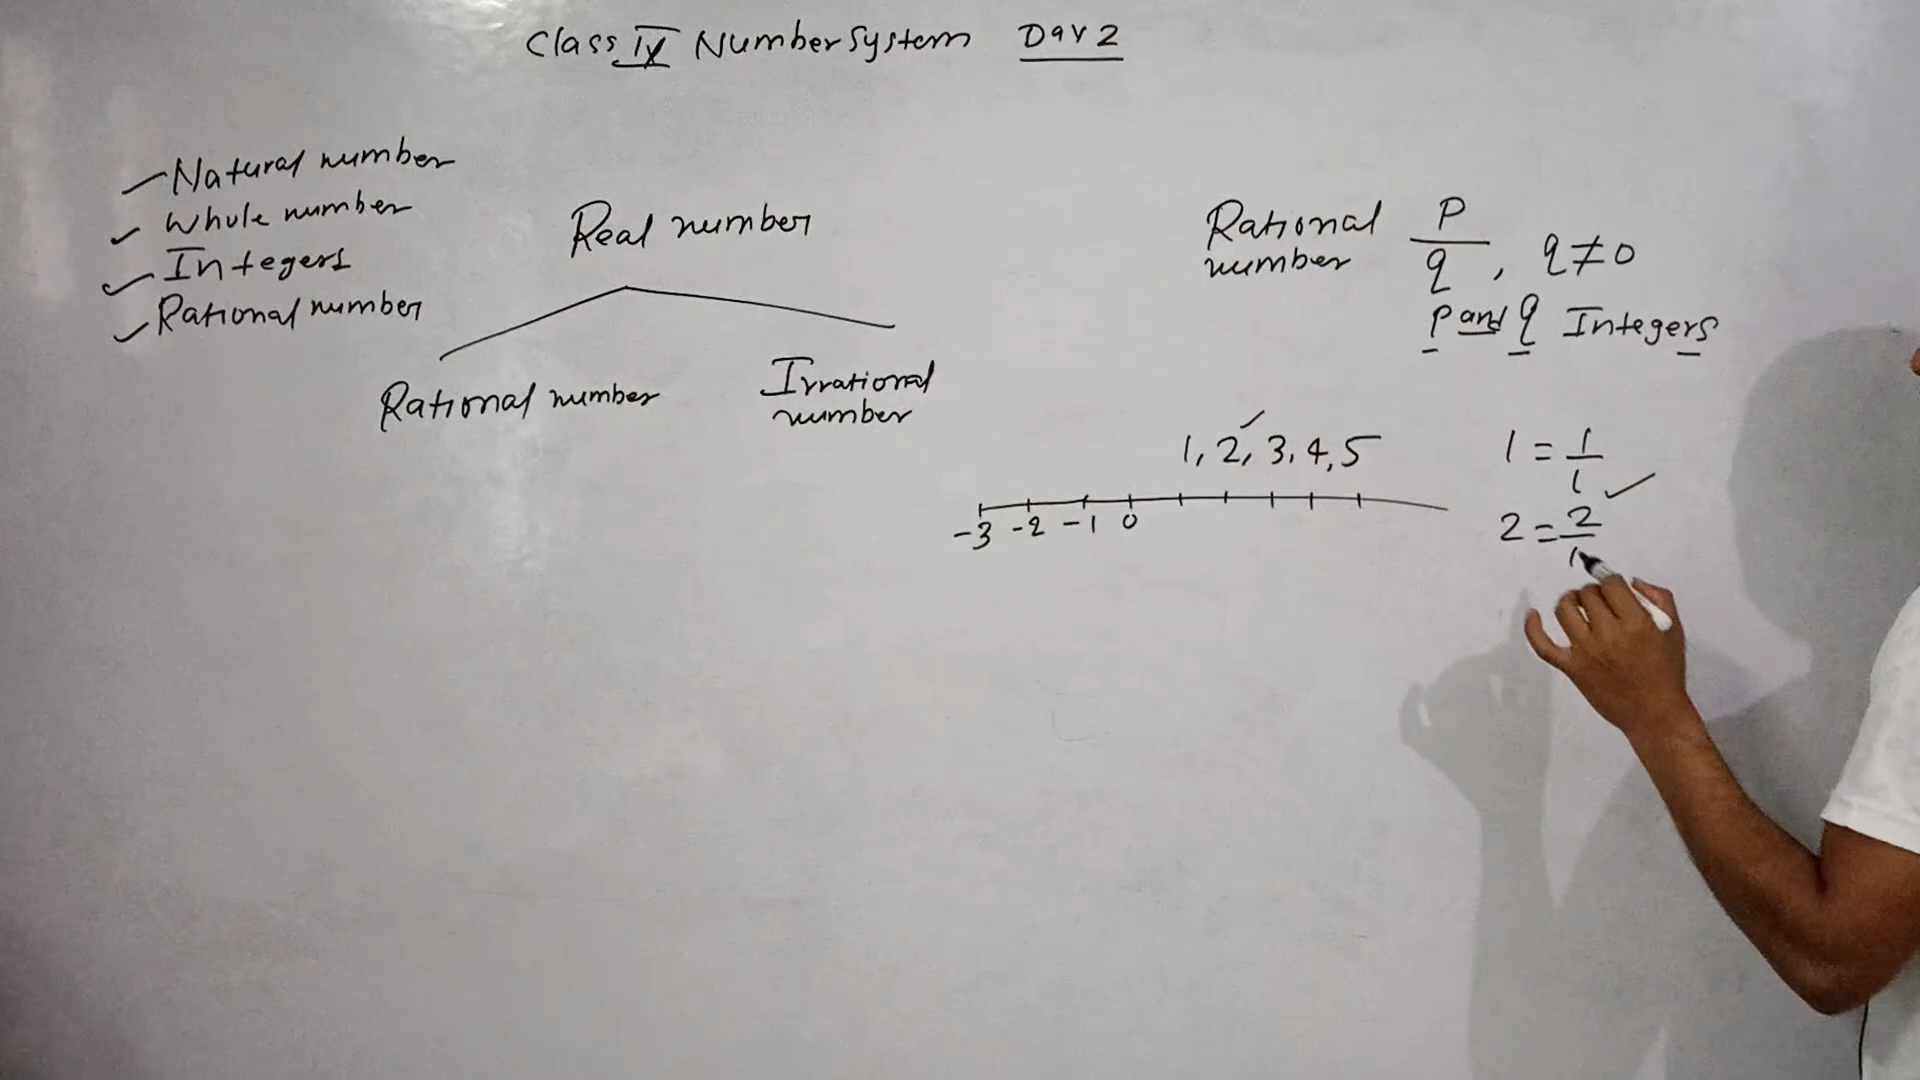 Class IX Number System Day 2
Natural number
Whole number
Integers
Rational number
Real number
Rational number
Irrational
number
Rational
number
P
q , q≠0
p and q Integers
1, 2, 3, 4, 5
-3 -2 -1 0
1 = 1
1
2 = 2
1